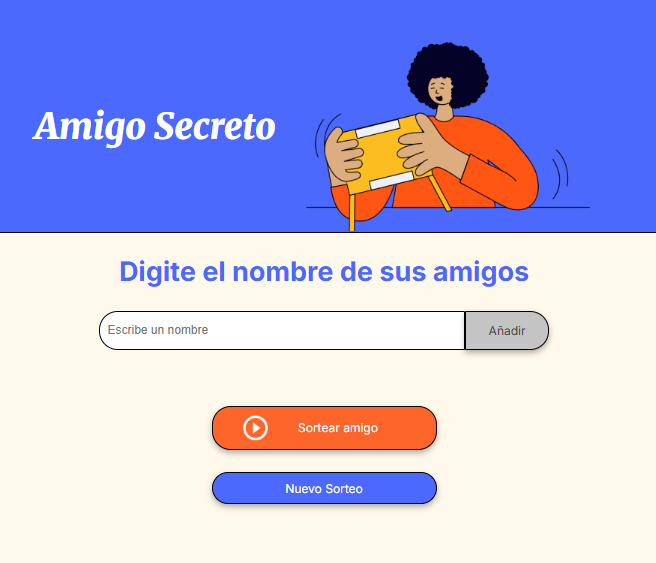 Amigo Secreto
Digite el nombre de sus amigos
Escribe un nombre
Añadir
Sortear amigo
Nuevo Sorteo